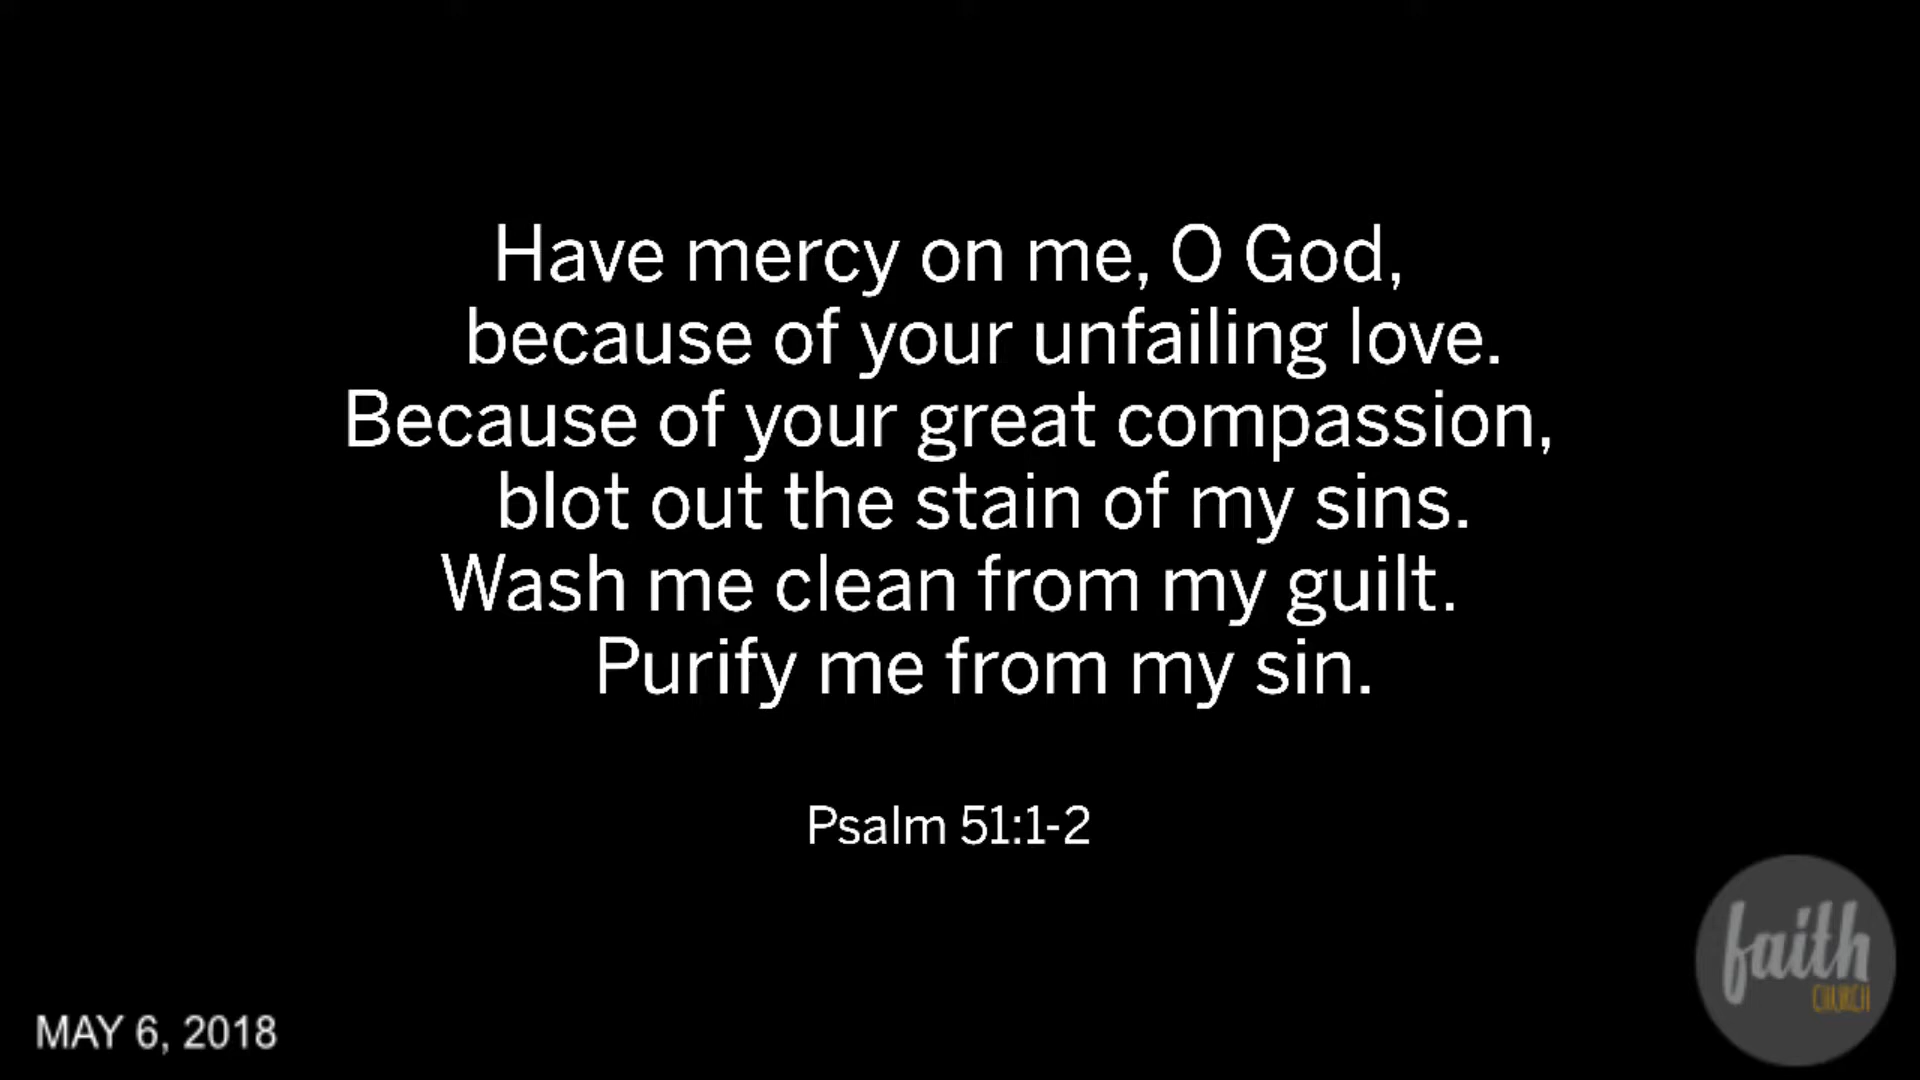 Have mercy on me, O God,
because of your unfailing love.
Because of your great compassion,
blot out the stain of my sins.
Wash me clean from my guilt.
Purify me from my sin.
Psalm 51:1-2
faith
CHURCH
MAY 6, 2018